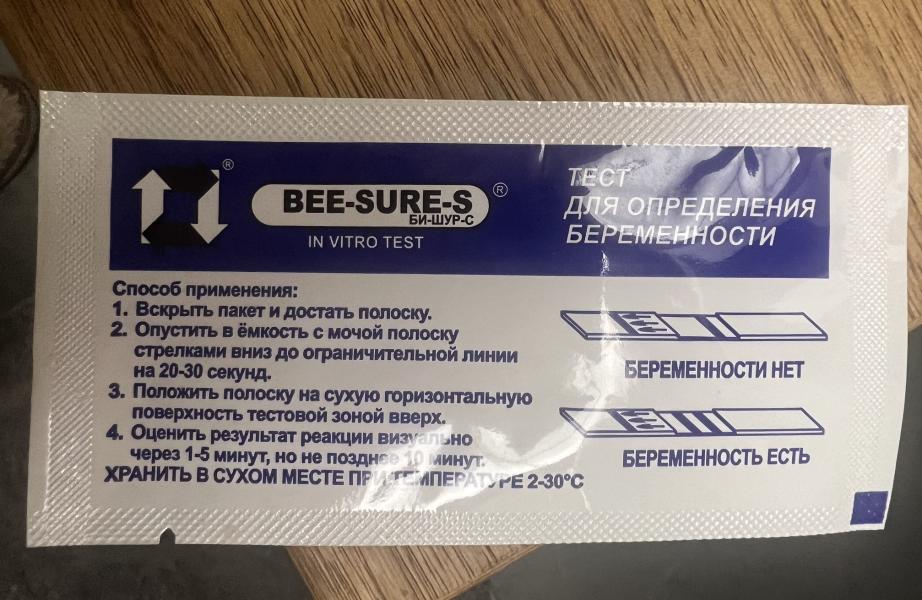 ®
BEE-SURE-S ®
БИ-ШУР-С
IN VITRO TEST
ТЕСТ
ДЛЯ ОПРЕДЕЛЕНИЯ
БЕРЕМЕННОСТИ
Способ применения:
1. Вскрыть пакет и достать полоску.
2. Опустить в ёмкость с мочой полоску
стрелками вниз до ограничительной линии
на 20-30 секунд.
3. Положить полоску на сухую горизонтальную
поверхность тестовой зоной вверх.
4. Оценить результат реакции визуально
через 1-5 минут, но не позднее 10 минут.
ХРАНИТЬ В СУХОМ МЕСТЕ ПРИ ТЕМПЕРАТУРЕ 2-30°С
БЕРЕМЕННОСТИ НЕТ
БЕРЕМЕННОСТЬ ЕСТЬ